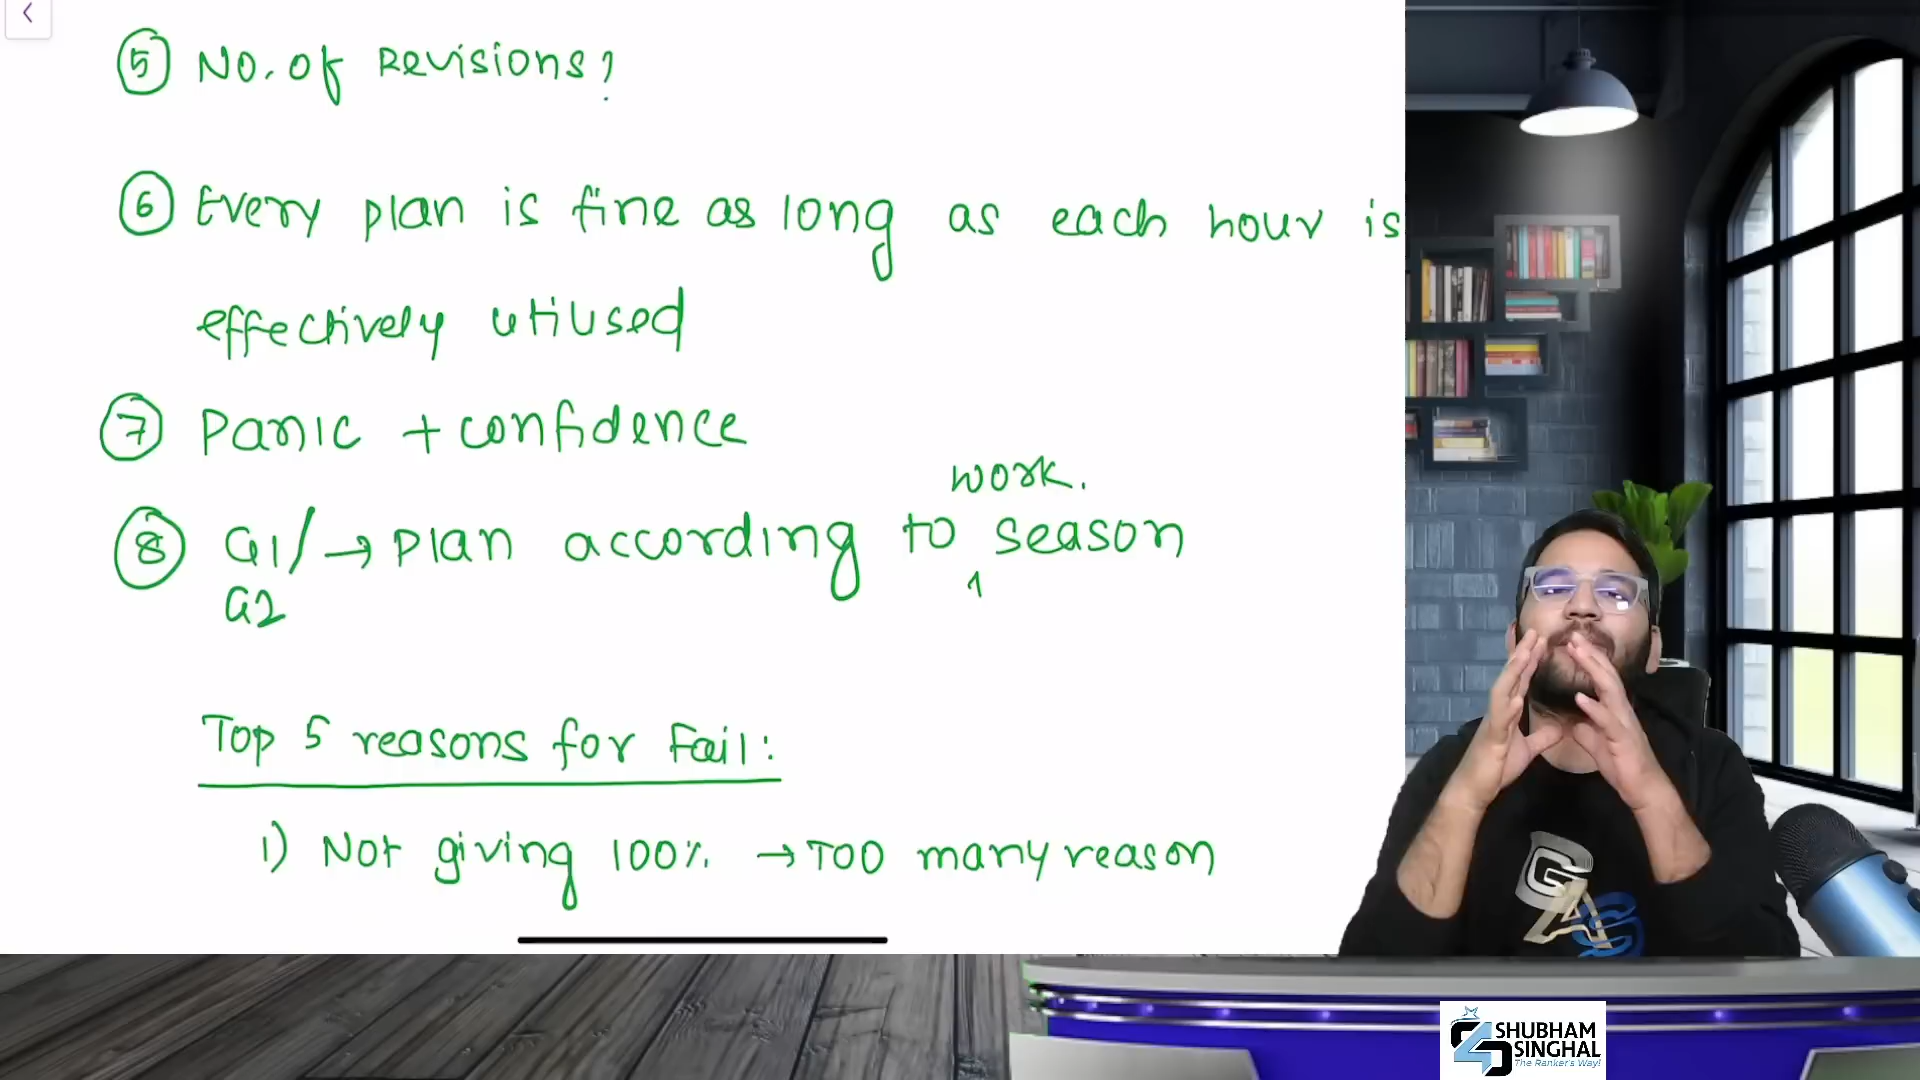 5 No. of Revisions?
6 Every plan is fine as long as each hour is
effectively utilised
7 Panic + confidence
work.
8 G1/ → plan according to season
G2
Top 5 reasons for Fail:
1) Not giving 100% → Too many reason
GAS
SHUBHAM
SINGHAL
The Ranker's Way!